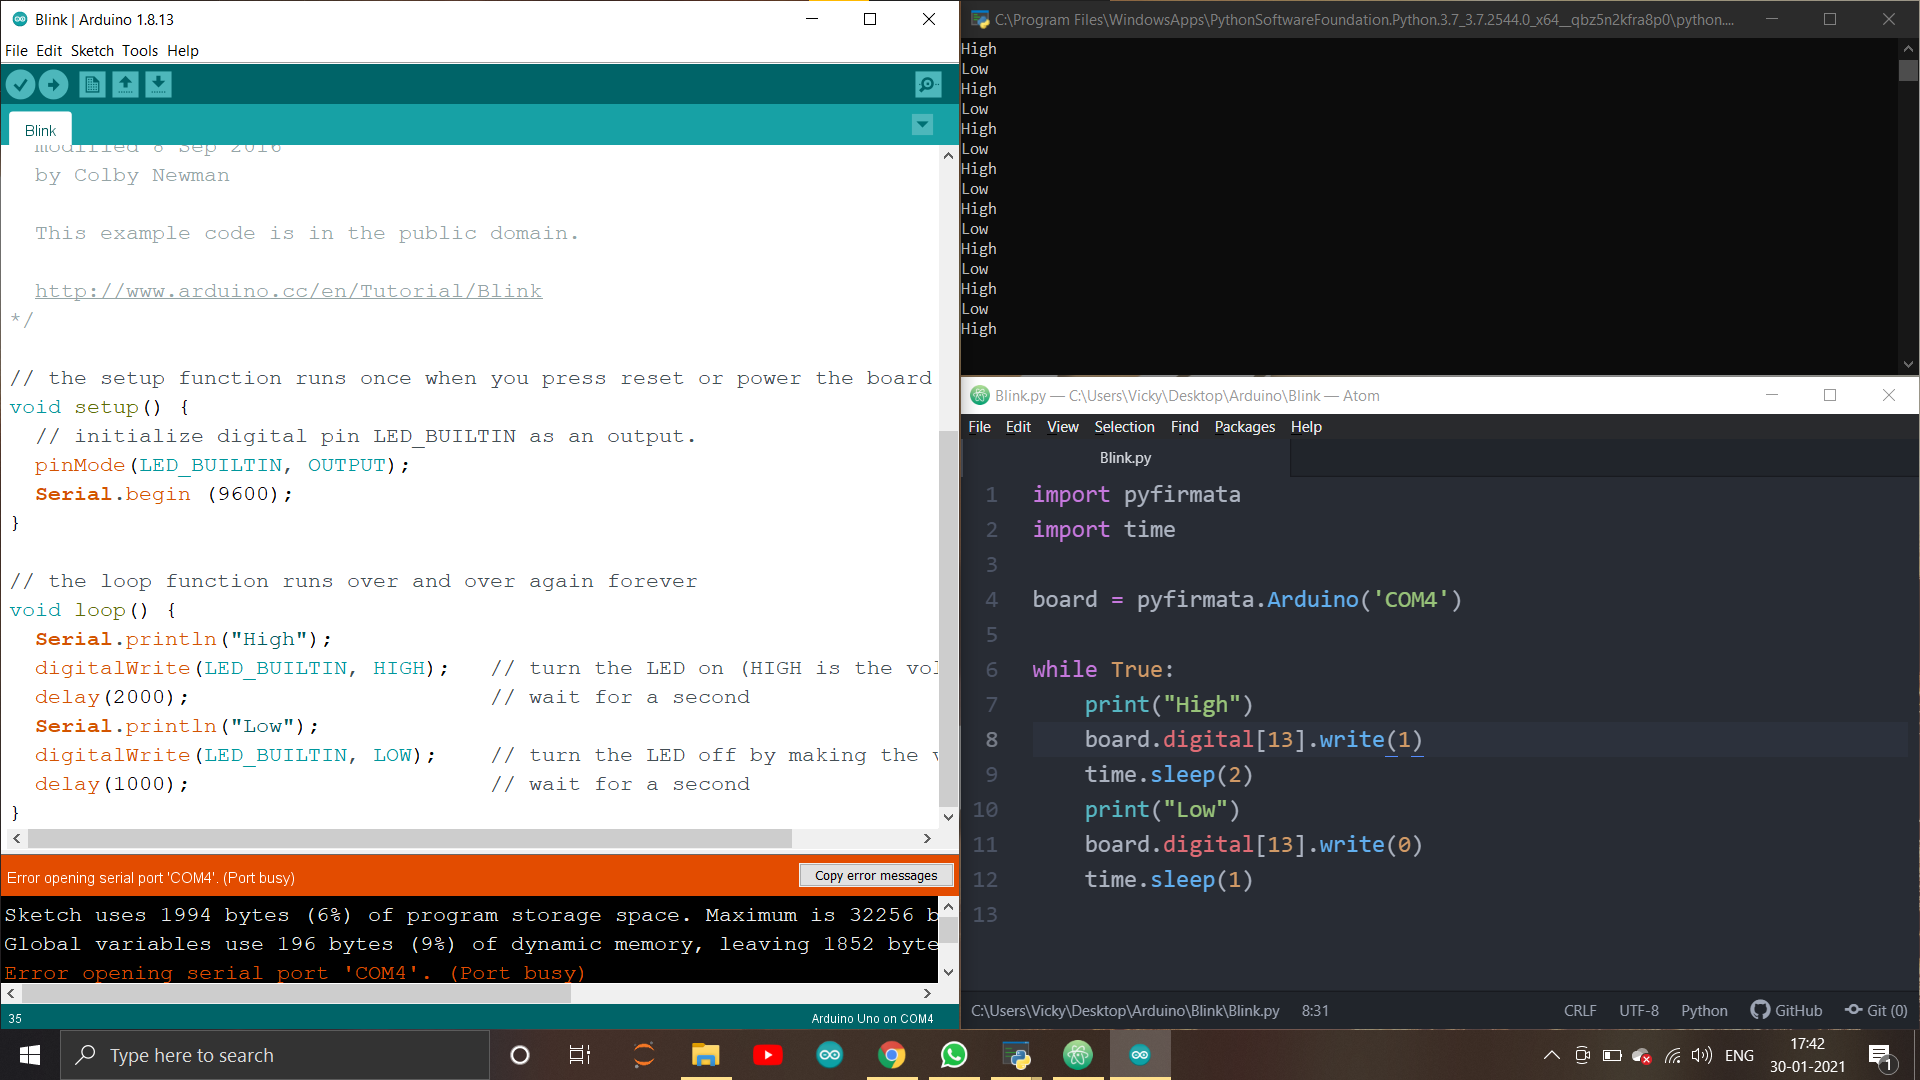 Blink | Arduino 1.8.13
File Edit Sketch Tools Help
Blink
modified 8 Sep 2016
by Colby Newman
This example code is in the public domain.
http://www.arduino.cc/en/Tutorial/Blink
*/
// the setup function runs once when you press reset or power the board
void setup() {
// initialize digital pin LED_BUILTIN as an output.
pinMode(LED_BUILTIN, OUTPUT);
Serial.begin (9600);
}
// the loop function runs over and over again forever
void loop() {
Serial.println("High");
digitalWrite(LED_BUILTIN, HIGH);   // turn the LED on (HIGH is the vol
delay(2000);                       // wait for a second
Serial.println("Low");
digitalWrite(LED_BUILTIN, LOW);    // turn the LED off by making the v
delay(1000);                       // wait for a second
}
Error opening serial port 'COM4'. (Port busy)
Copy error messages
Sketch uses 1994 bytes (6%) of program storage space. Maximum is 32256 b
Global variables use 196 bytes (9%) of dynamic memory, leaving 1852 byte
Error opening serial port 'COM4'. (Port busy)
35
Arduino Uno on COM4
C:\Program Files\WindowsApps\PythonSoftwareFoundation.Python.3.7_3.7.2544.0_x64__qbz5n2kfra8p0\python....
High
Low
High
Low
High
Low
High
Low
High
Low
High
Low
High
Low
High
Blink.py — C:\Users\Vicky\Desktop\Arduino\Blink — Atom
File Edit View Selection Find Packages Help
Blink.py
1 import pyfirmata
2 import time
3
4 board = pyfirmata.Arduino('COM4')
5
6 while True:
7 print("High")
8 board.digital[13].write(1)
9 time.sleep(2)
10 print("Low")
11 board.digital[13].write(0)
12 time.sleep(1)
13
C:\Users\Vicky\Desktop\Arduino\Blink\Blink.py 8:31 CRLF UTF-8 Python GitHub Git (0)
Type here to search
ENG
17:42
30-01-2021
1